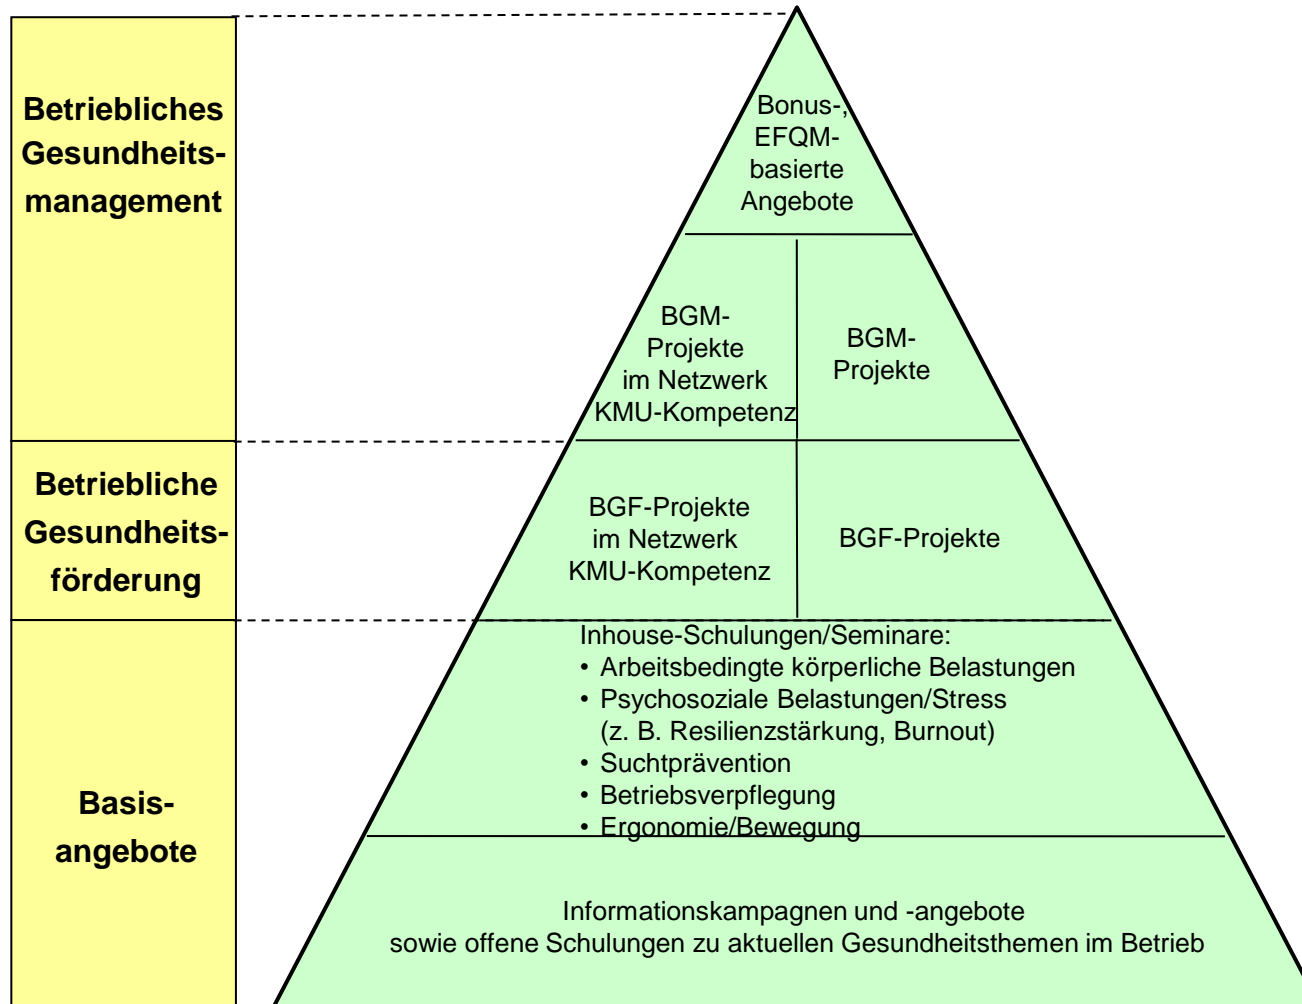 Betriebliches
Gesundheits-
management
Bonus-,
EFQM-
basierte
Angebote
BGM-
Projekte
im Netzwerk
KMU-Kompetenz
BGM-
Projekte
Betriebliche
Gesundheits-
förderung
BGF-Projekte
im Netzwerk
KMU-Kompetenz
BGF-Projekte
Basis-
angebote
Inhouse-Schulungen/Seminare:
• Arbeitsbedingte körperliche Belastungen
• Psychosoziale Belastungen/Stress
(z. B. Resilienzstärkung, Burnout)
• Suchtprävention
• Betriebsverpflegung
• Ergonomie/Bewegung
Informationskampagnen und -angebote
sowie offene Schulungen zu aktuellen Gesundheitsthemen im Betrieb